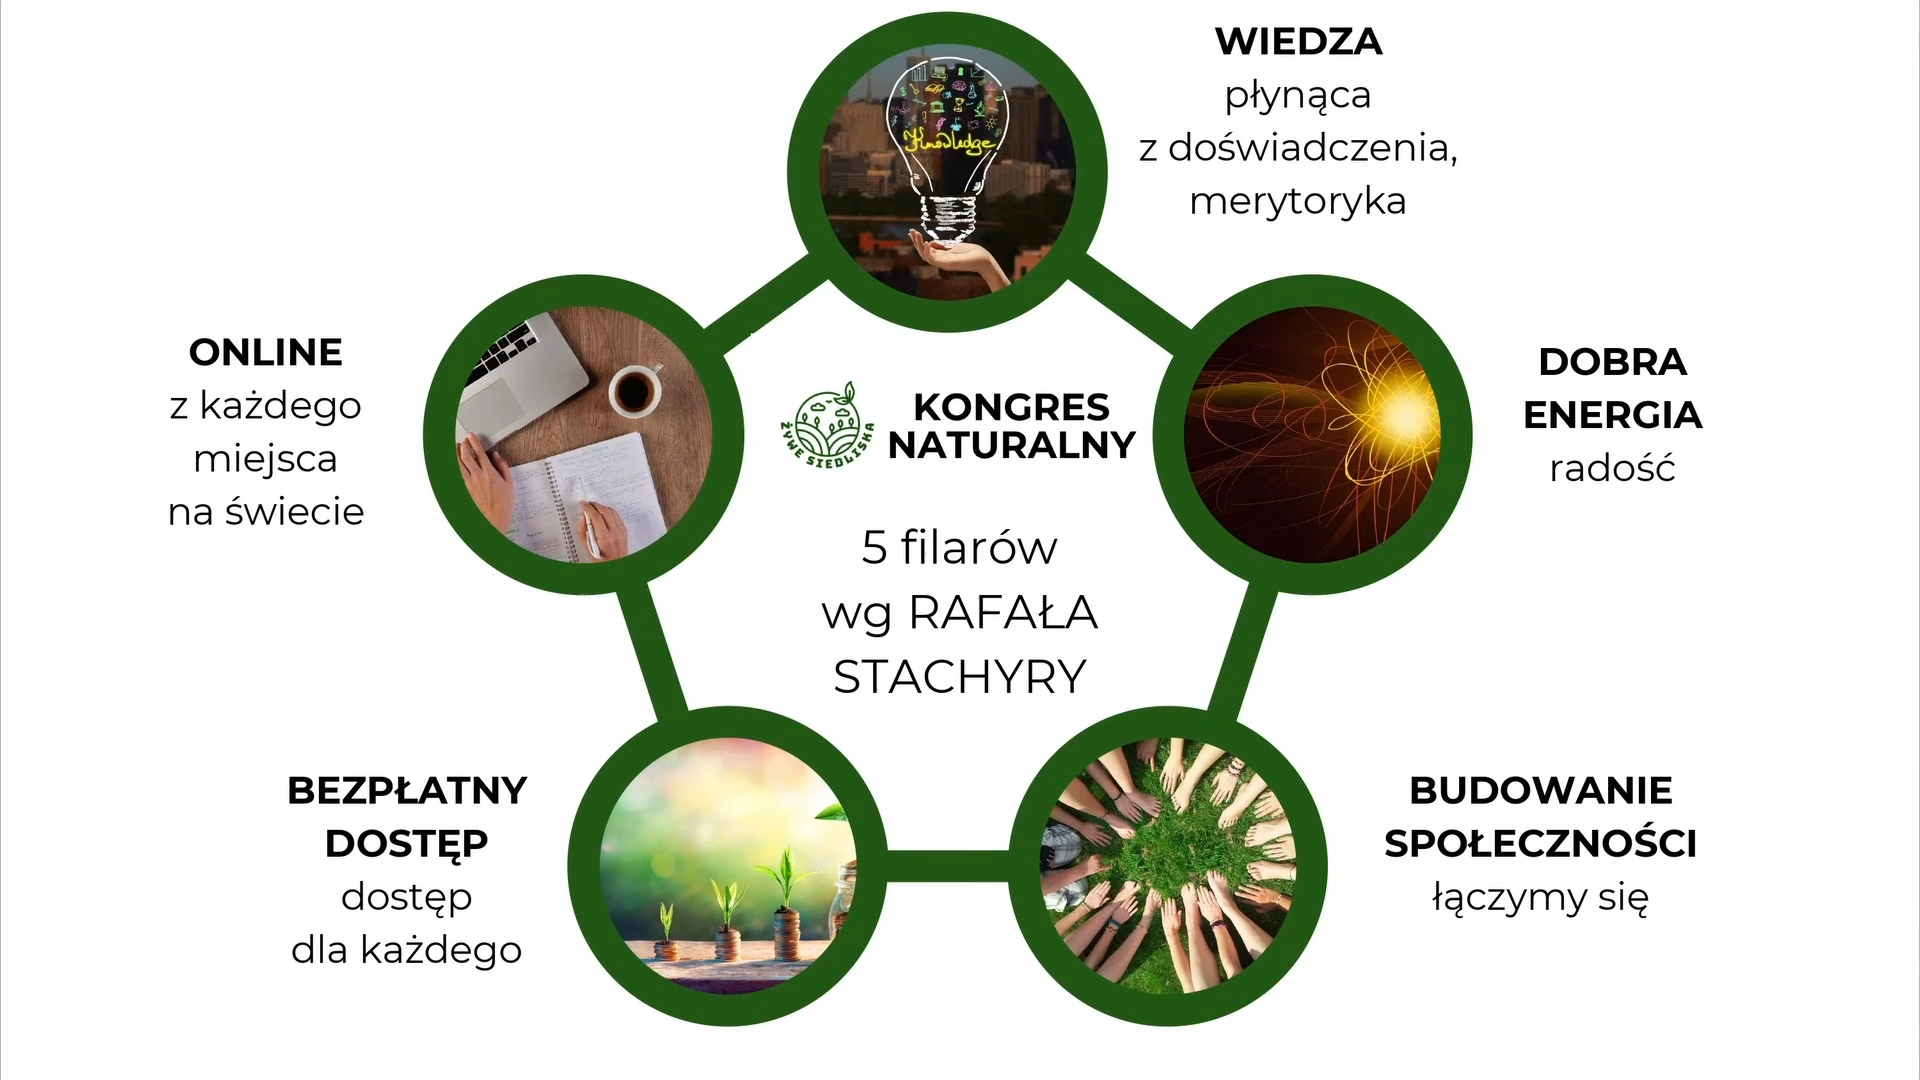 WIEDZA
płynąca
z doświadczenia,
merytoryka
Knowledge
ONLINE
z każdego
miejsca
na świecie
DOBRA
ENERGIA
radość
ŻYWE SIEDLISKA
KONGRES
NATURALNY
5 filarów
wg RAFAŁA
STACHYRY
BEZPŁATNY
DOSTĘP
dostęp
dla każdego
BUDOWANIE
SPOŁECZNOŚCI
łączymy się